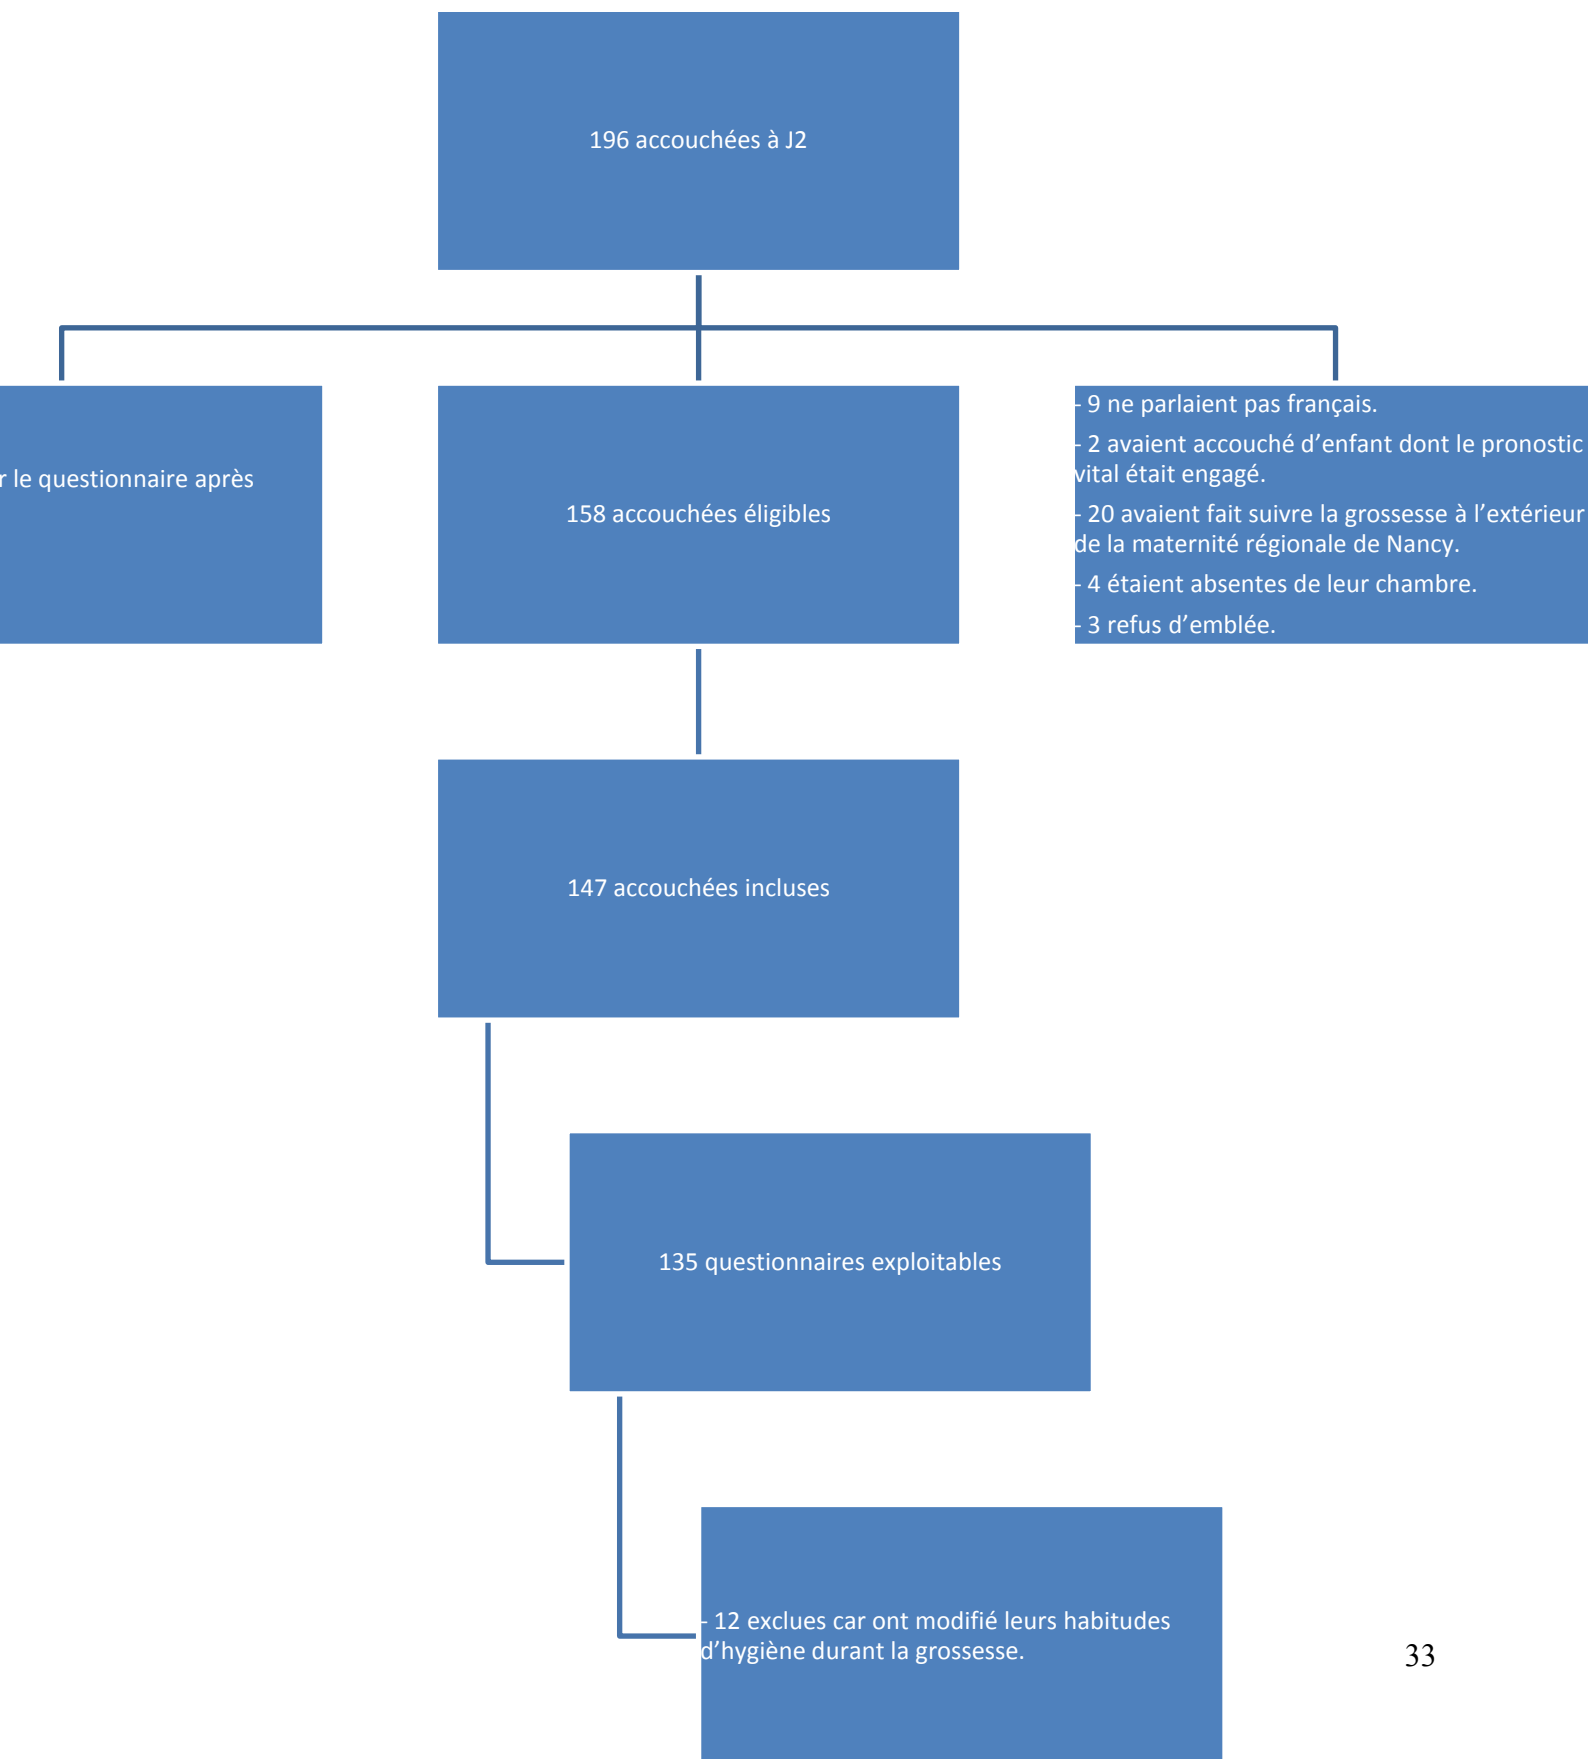 196 accouchées à J2
r le questionnaire après
158 accouchées éligibles
- 9 ne parlaient pas français.
- 2 avaient accouché d’enfant dont le pronostic
vital était engagé.
- 20 avaient fait suivre la grossesse à l’extérieur
de la maternité régionale de Nancy.
- 4 étaient absentes de leur chambre.
- 3 refus d’emblée.
147 accouchées incluses
135 questionnaires exploitables
- 12 exclues car ont modifié leurs habitudes
d’hygiène durant la grossesse.
33